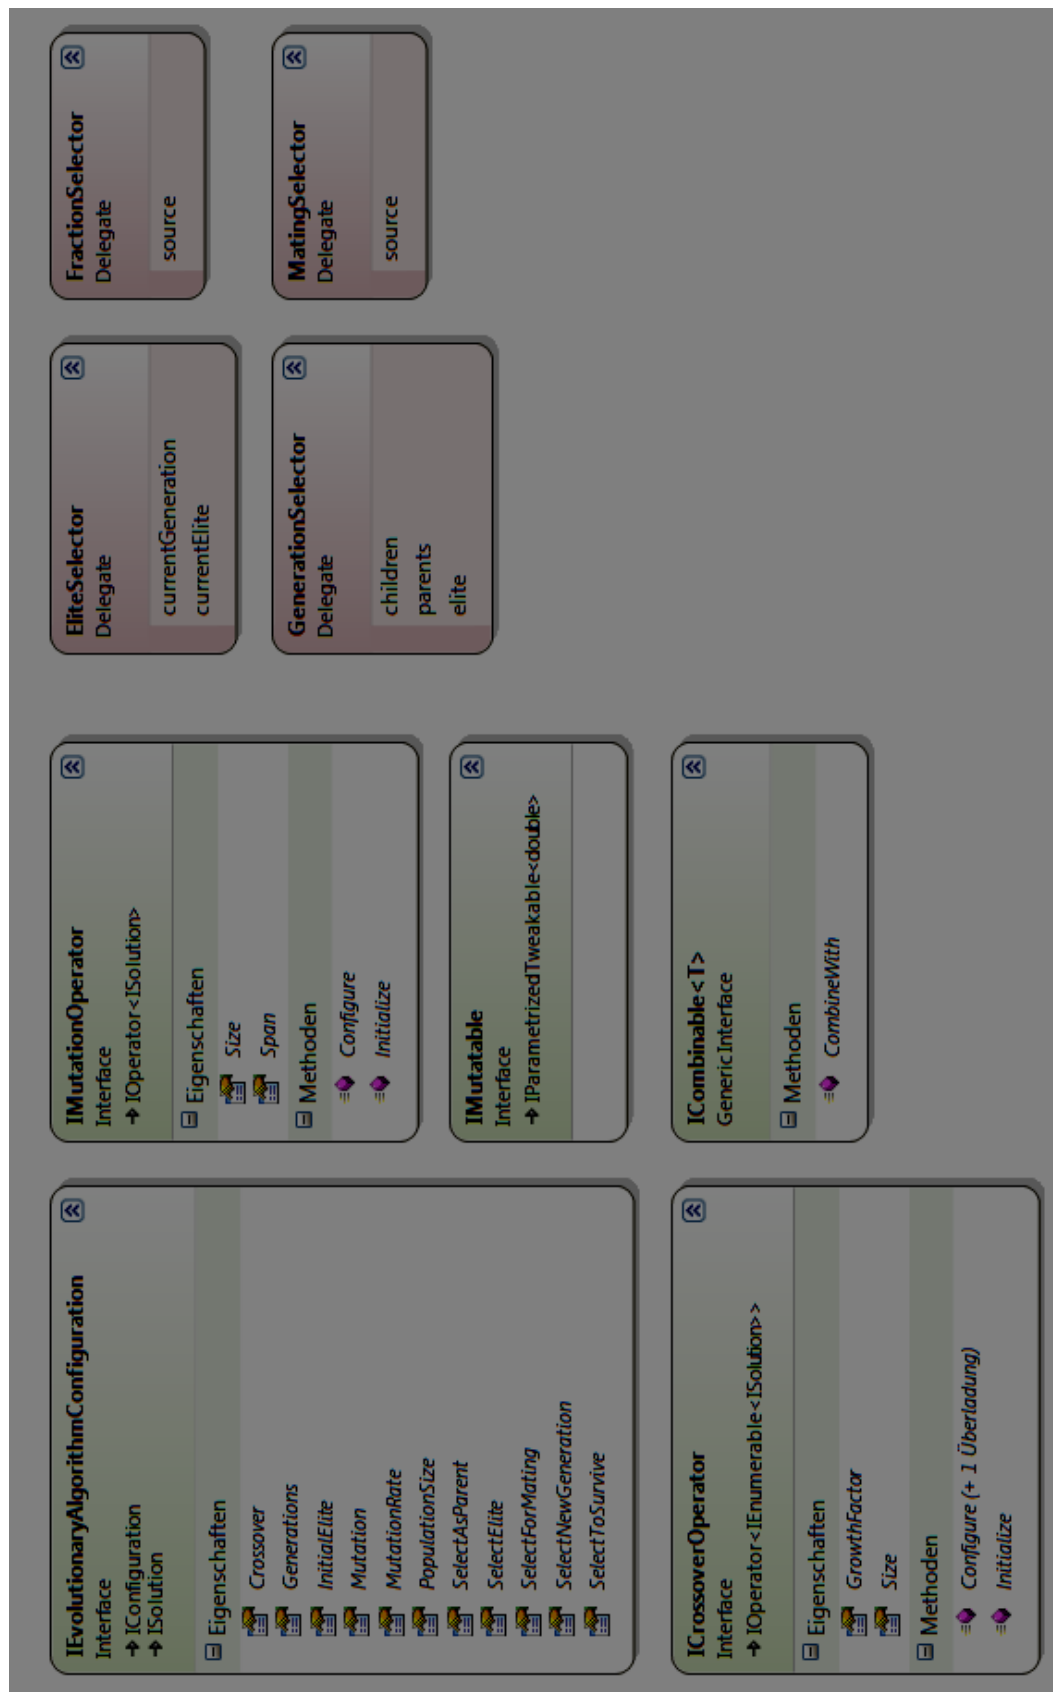 IEvolutionaryAlgorithmConfiguration
Interface
IConfiguration
ISolution
Eigenschaften
Crossover
Generations
InitialElite
Mutation
MutationRate
PopulationSize
SelectAsParent
SelectElite
SelectForMating
SelectNewGeneration
SelectToSurvive
IMutationOperator
Interface
IOperator<ISolution>
Eigenschaften
Size
Span
Methoden
Configure
Initialize
EliteSelector
Delegate
currentGeneration
currentElite
FractionSelector
Delegate
source
GenerationSelector
Delegate
children
parents
elite
MatingSelector
Delegate
source
IMutatable
Interface
IParametrizedTweakable<double>
ICrossoverOperator
Interface
IOperator<IEnumerable<ISolution>>
Eigenschaften
GrowthFactor
Size
Methoden
Configure (+ 1 Überladung)
Initialize
ICombinable<T>
Generic Interface
Methoden
CombineWith